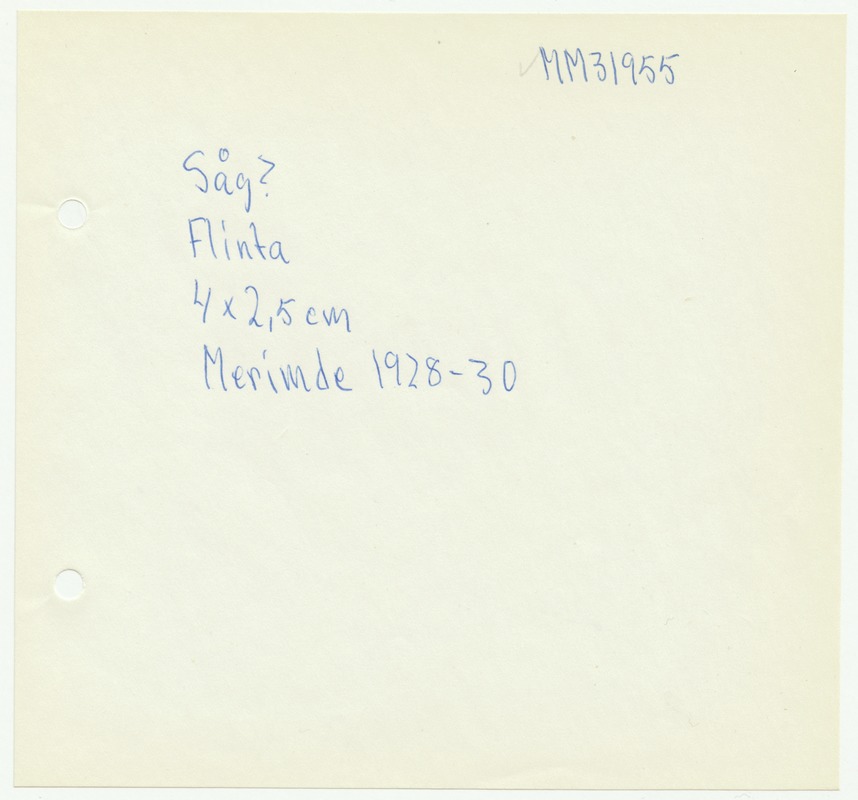 MM31955
Såg?
Flinta
4 x 2,5 cm
Merimde 1928-30